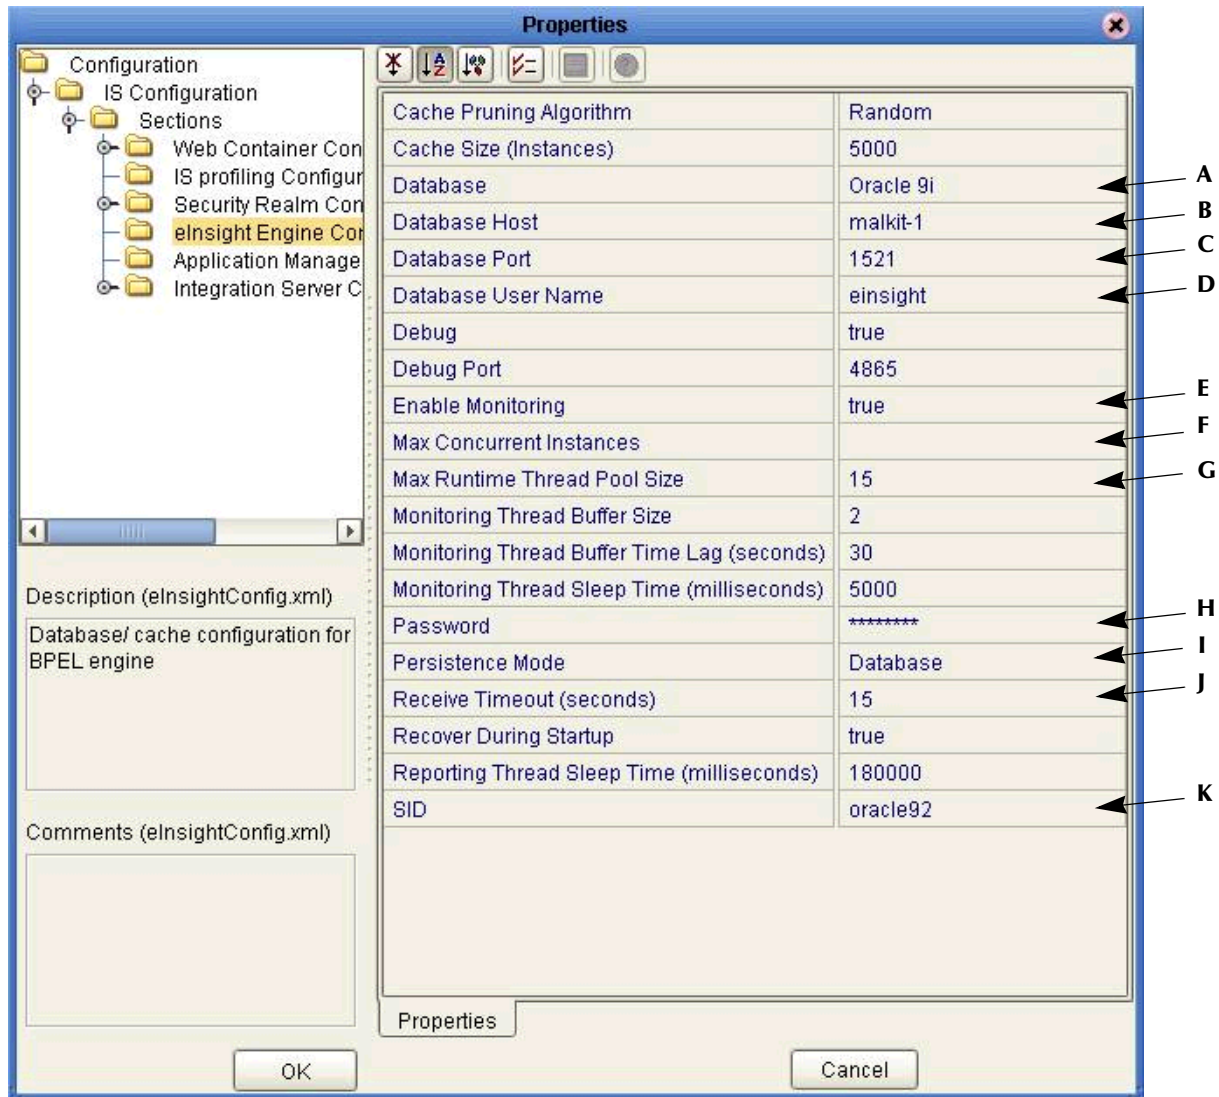 Properties
Configuration
IS Configuration
Sections
Web Container Con
IS profiling Configur
Security Realm Con
eInsight Engine Con
Application Manage
Integration Server C
Description (eInsightConfig.xml)
Database/ cache configuration for
BPEL engine
Comments (eInsightConfig.xml)
Cache Pruning Algorithm Random
Cache Size (Instances) 5000
Database Oracle 9i A
Database Host malkit-1 B
Database Port 1521 C
Database User Name einsight D
Debug true
Debug Port 4865
Enable Monitoring true E
Max Concurrent Instances F
Max Runtime Thread Pool Size 15 G
Monitoring Thread Buffer Size 2
Monitoring Thread Buffer Time Lag (seconds) 30
Monitoring Thread Sleep Time (milliseconds) 5000
Password ******** H
Persistence Mode Database I
Receive Timeout (seconds) 15 J
Recover During Startup true
Reporting Thread Sleep Time (milliseconds) 180000
SID oracle92 K
Properties
OK
Cancel